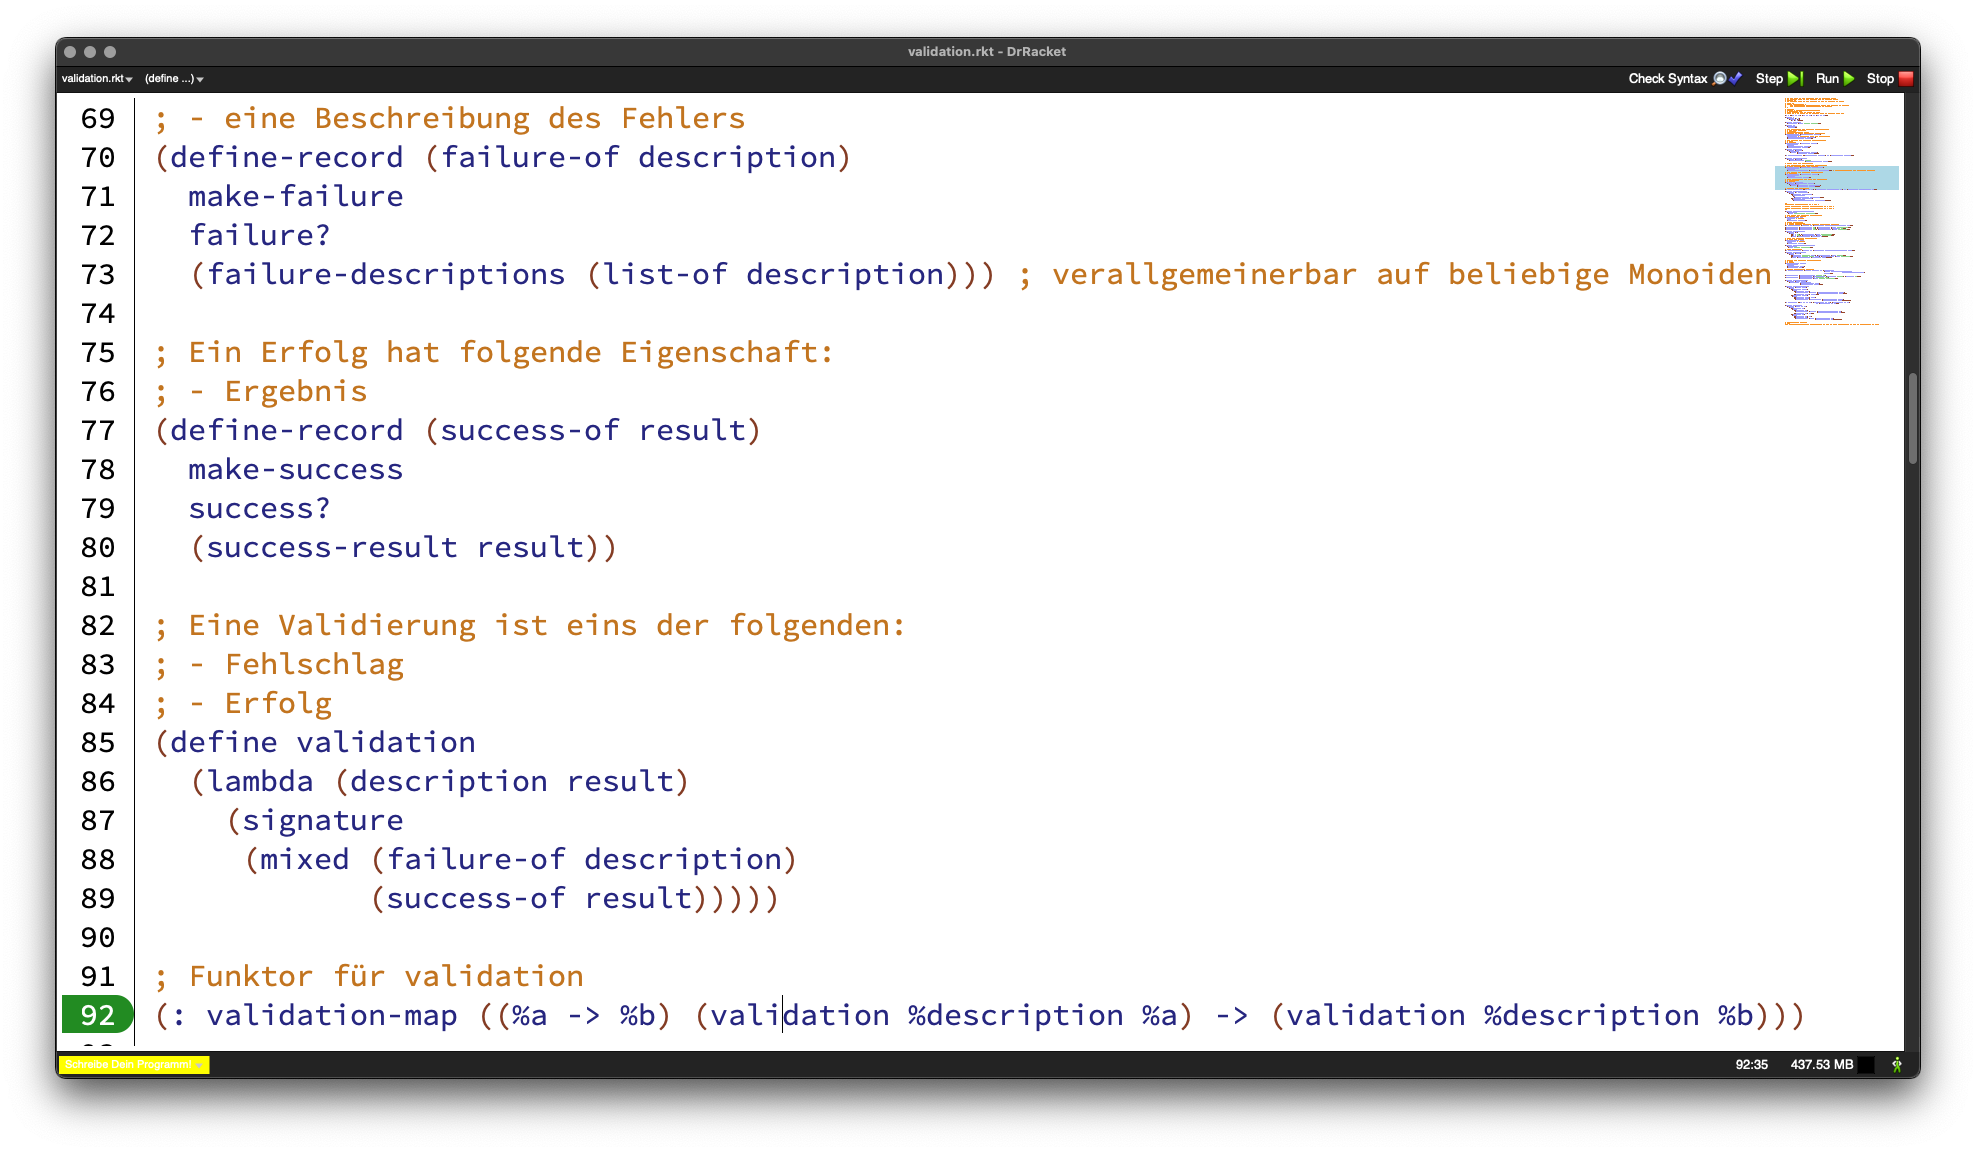 validation.rkt - DrRacket
validation.rkt (define ...) Check Syntax Step Run Stop
69 ; - eine Beschreibung des Fehlers
70 (define-record (failure-of description)
71 make-failure
72 failure?
73 (failure-descriptions (list-of description))) ; verallgemeinerbar auf beliebige Monoiden
74
75 ; Ein Erfolg hat folgende Eigenschaft:
76 ; - Ergebnis
77 (define-record (success-of result)
78 make-success
79 success?
80 (success-result result))
81
82 ; Eine Validierung ist eins der folgenden:
83 ; - Fehlschlag
84 ; - Erfolg
85 (define validation
86 (lambda (description result)
87 (signature
88 (mixed (failure-of description)
89 (success-of result)))))
90
91 ; Funktor für validation
92 (: validation-map ((%a -> %b) (validation %description %a) -> (validation %description %b)))
Schreibe Dein Programm! 92:35 437.53 MB